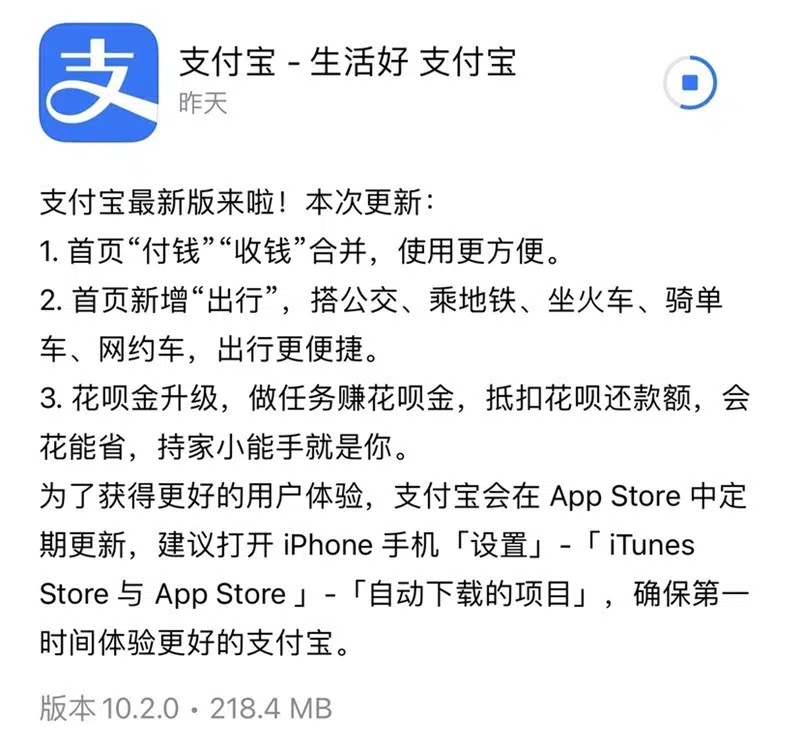 支付宝 - 生活好 支付宝
昨天
支付宝最新版来啦！本次更新：
1. 首页“付钱”“收钱”合并，使用更方便。
2. 首页新增“出行”，搭公交、乘地铁、坐火车、骑单
车、网约车，出行更便捷。
3. 花呗金升级，做任务赚花呗金，抵扣花呗还款额，会
花能省，持家小能手就是你。
为了获得更好的用户体验，支付宝会在 App Store 中定
期更新，建议打开 iPhone 手机「设置」-「 iTunes
Store 与 App Store 」-「自动下载的项目」，确保第一
时间体验更好的支付宝。
版本 10.2.0 • 218.4 MB